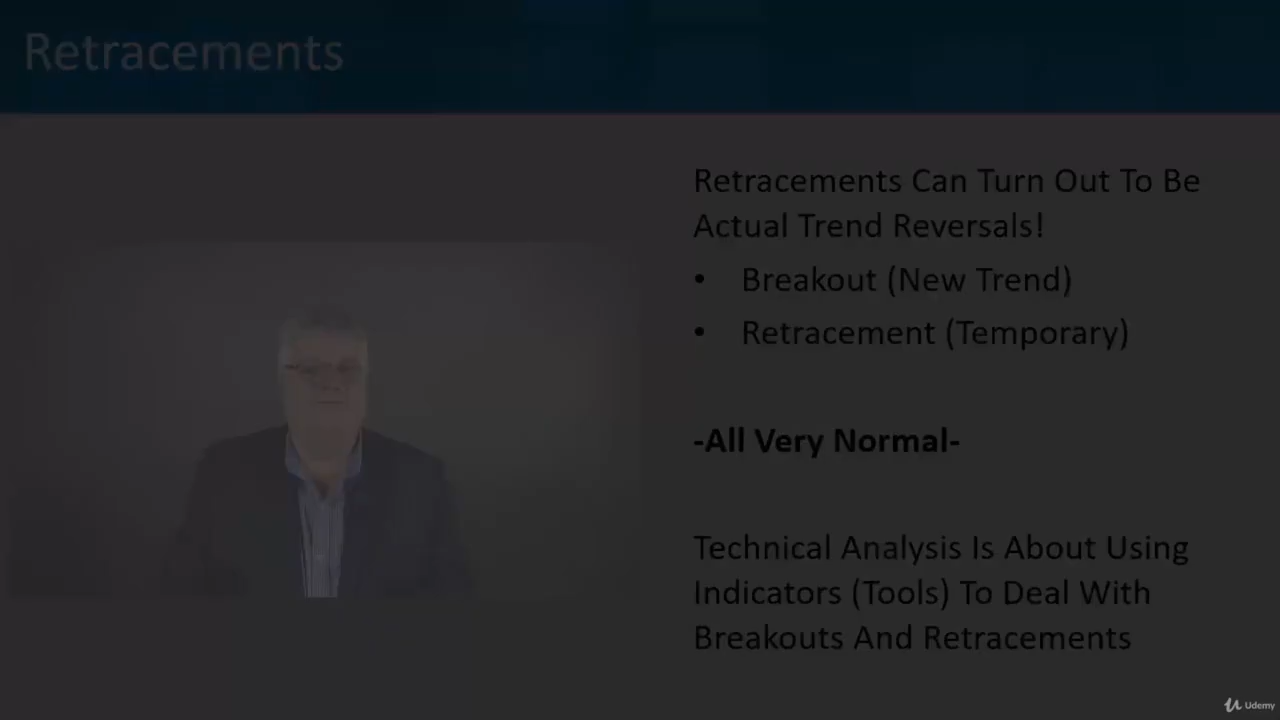 Retracements
Retracements Can Turn Out To Be
Actual Trend Reversals!
• Breakout (New Trend)
• Retracement (Temporary)
-All Very Normal-
Technical Analysis Is About Using
Indicators (Tools) To Deal With
Breakouts And Retracements
Udemy